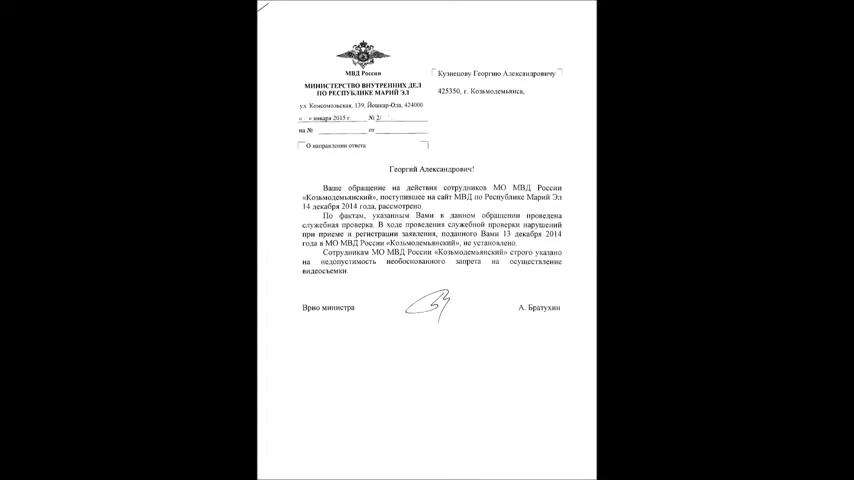 МВД России
МИНИСТЕРСТВО ВНУТРЕННИХ ДЕЛ
ПО РЕСПУБЛИКЕ МАРИЙ ЭЛ
ул. Комсомольская, 139, Йошкар-Ола, 424000
« » января 2015 г. № 2/
на № от
О направлении ответа
Кузнецову Георгию Александровичу
425350, г. Козьмодемьянск,
Георгий Александрович!
Ваше обращение на действия сотрудников МО МВД России
«Козьмодемьянский», поступившее на сайт МВД по Республике Марий Эл
14 декабря 2014 года, рассмотрено.
По фактам, указанным Вами в данном обращении проведена
служебная проверка. В ходе проведения служебной проверки нарушений
при приеме и регистрации заявления, поданного Вами 13 декабря 2014
года в МО МВД России «Козьмодемьянский», не установлено.
Сотрудникам МО МВД России «Козьмодемьянский» строго указано
на недопустимость необоснованного запрета на осуществление
видеосъемки.
Врио министра
А. Братухин